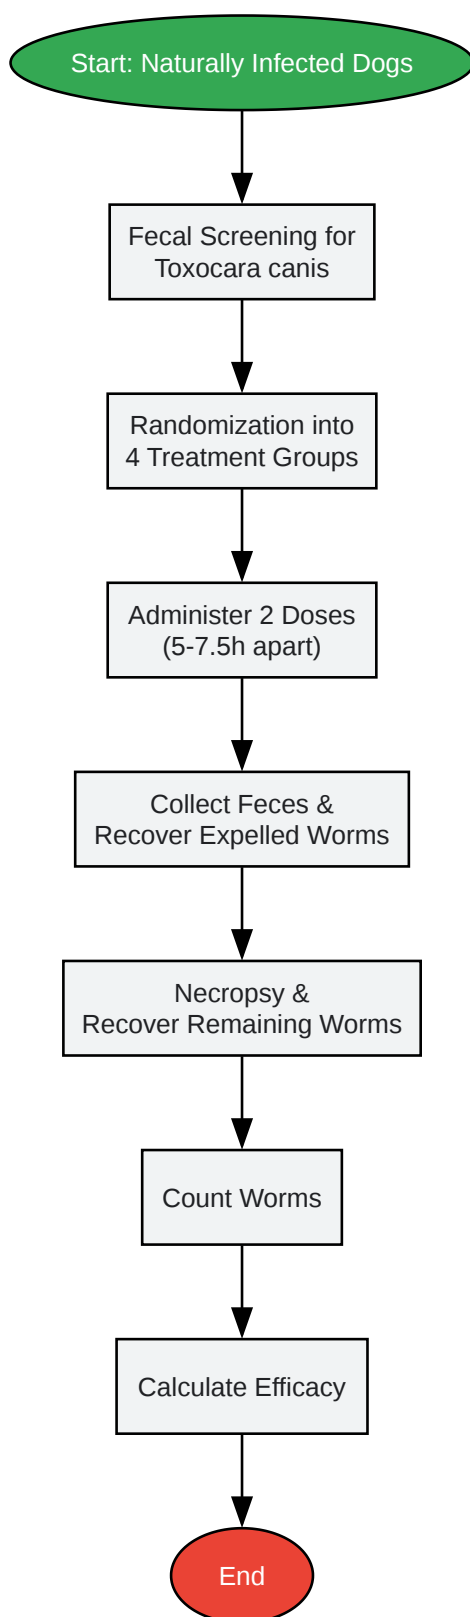 Start: Naturally Infected Dogs
Fecal Screening for
Toxocara canis
Randomization into
4 Treatment Groups
Administer 2 Doses
(5-7.5h apart)
Collect Feces &
Recover Expelled Worms
Necropsy &
Recover Remaining Worms
Count Worms
Calculate Efficacy
End